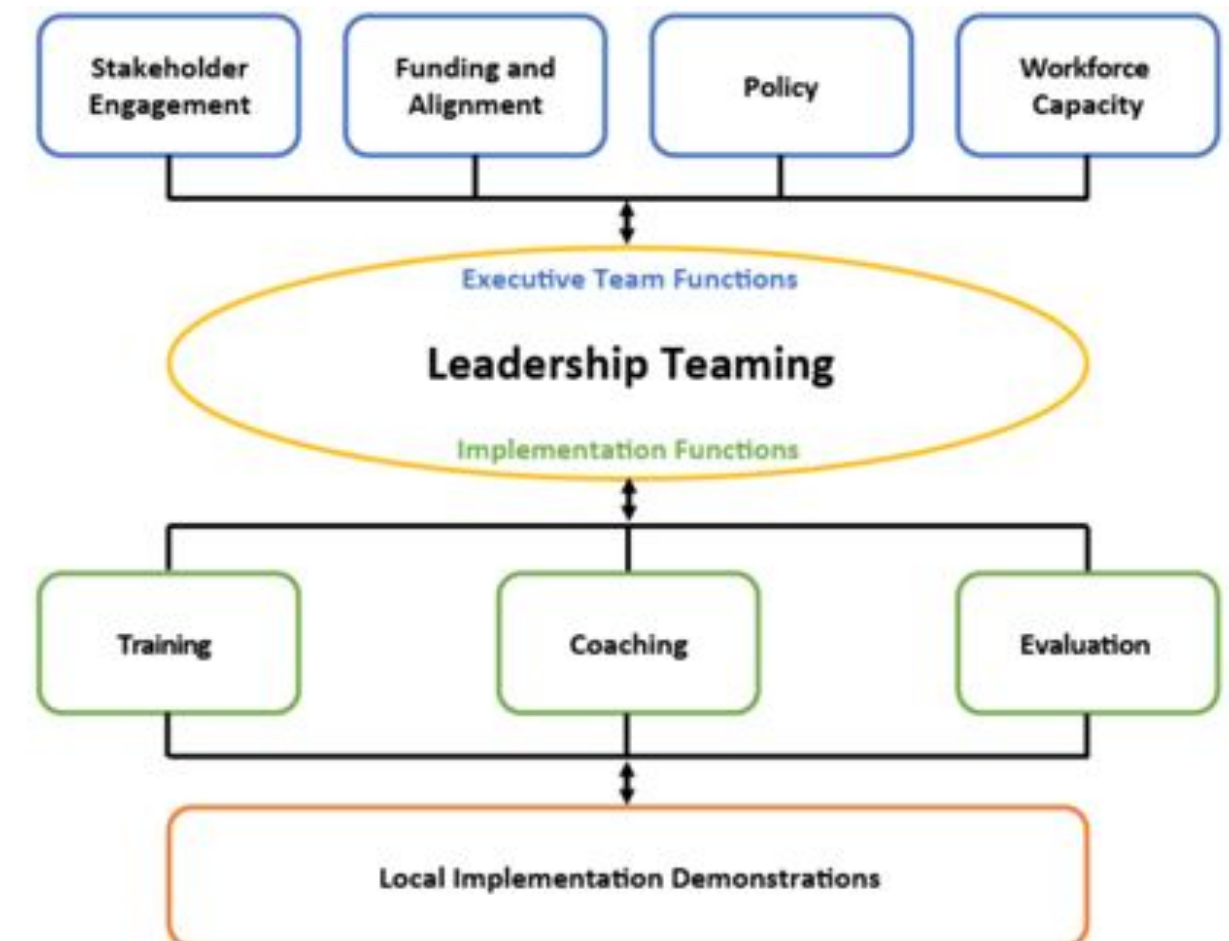 Stakeholder
Engagement
Funding and
Alignment
Policy
Workforce
Capacity
Executive Team Functions
Leadership Teaming
Implementation Functions
Training
Coaching
Evaluation
Local Implementation Demonstrations